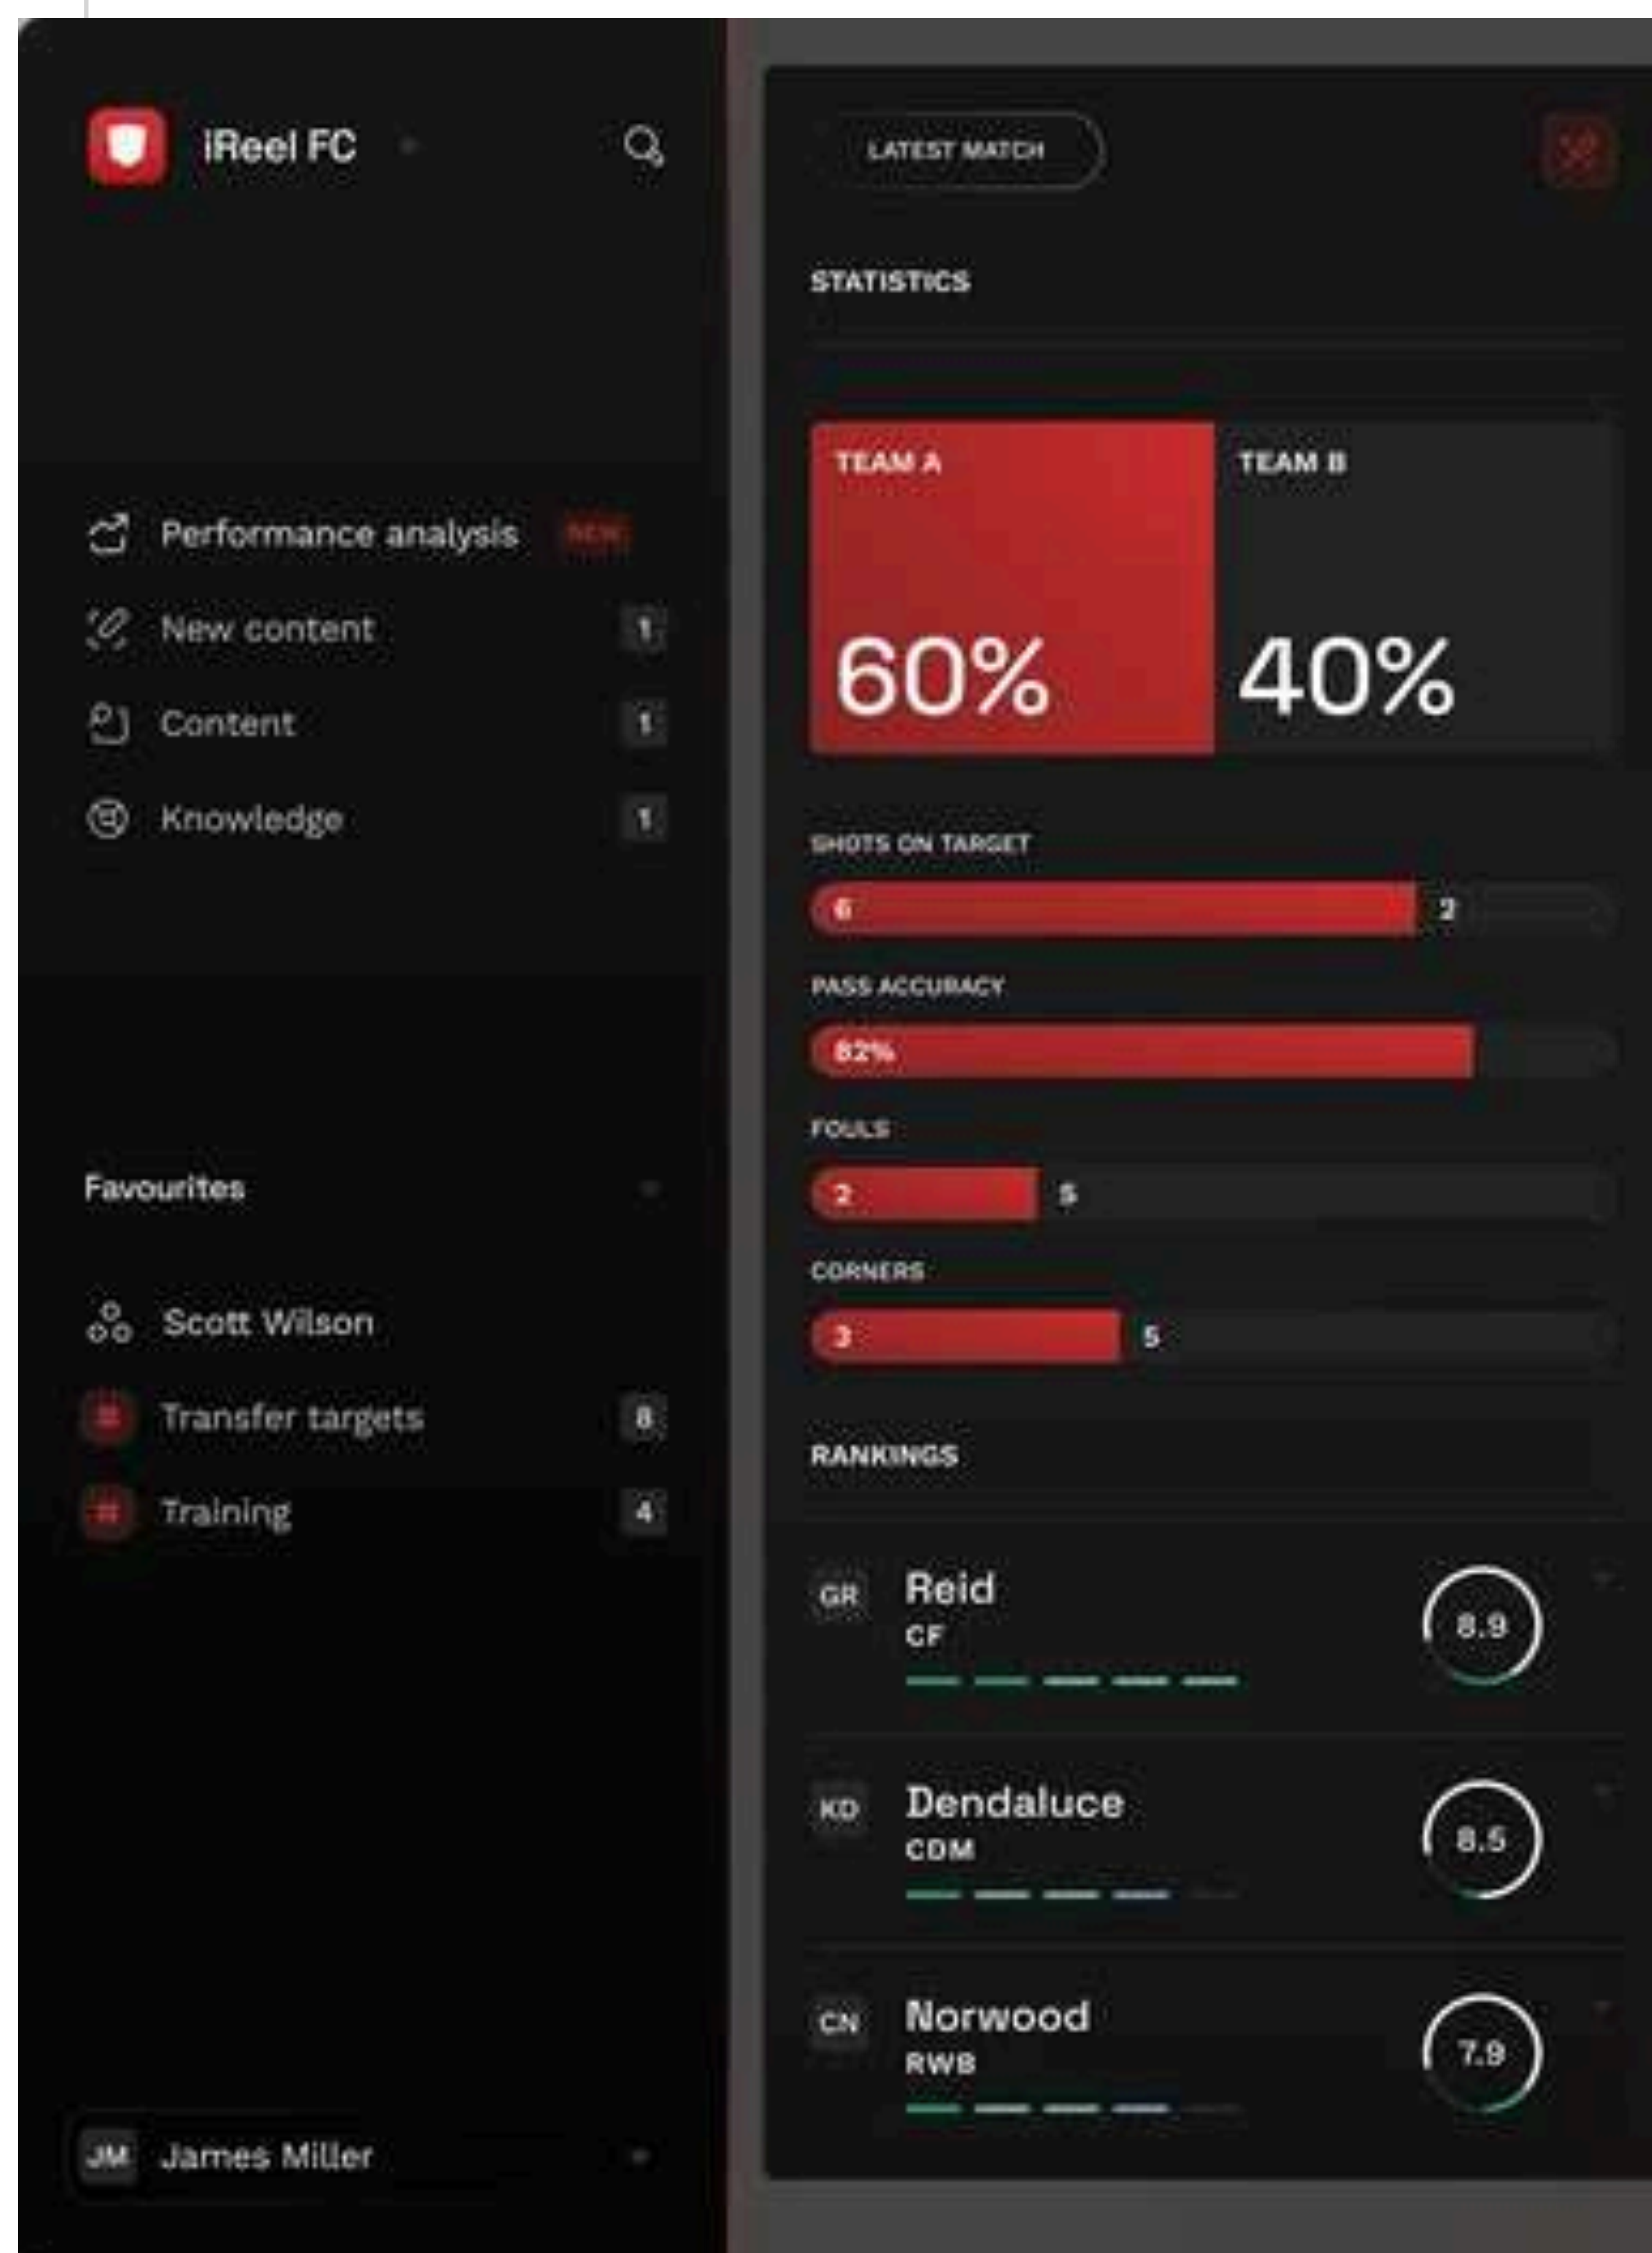 iReel FC
Performance analysis NEW
New content 1
Content 1
Knowledge 1
Favourites
Scott Wilson
Transfer targets 8
Training 4
JM James Miller
LATEST MATCH
STATISTICS
TEAM A TEAM B
60% 40%
SHOTS ON TARGET
6 2
PASS ACCURACY
82%
FOULS
2 5
CORNERS
3 5
RANKINGS
GR Reid 8.9
CF
KD Dendaluce 8.5
CDM
CN Norwood 7.9
RWB